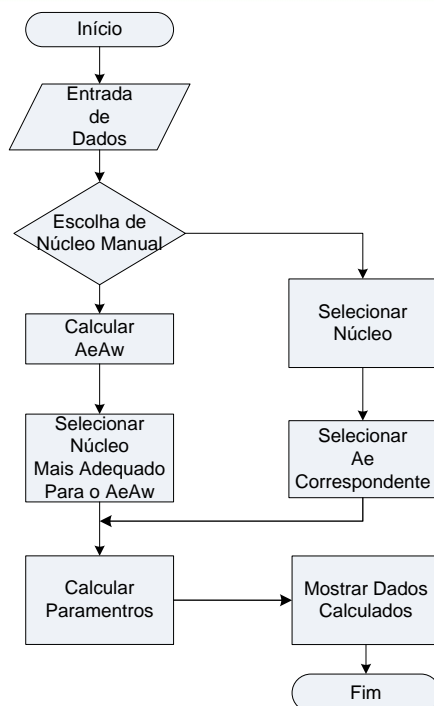 Início
Entrada
de
Dados
Escolha de
Núcleo Manual
Calcular
AeAw
Selecionar
Núcleo
Selecionar
Núcleo
Mais Adequado
Para o AeAw
Selecionar
Ae
Correspondente
Calcular
Paramentros
Mostrar Dados
Calculados
Fim